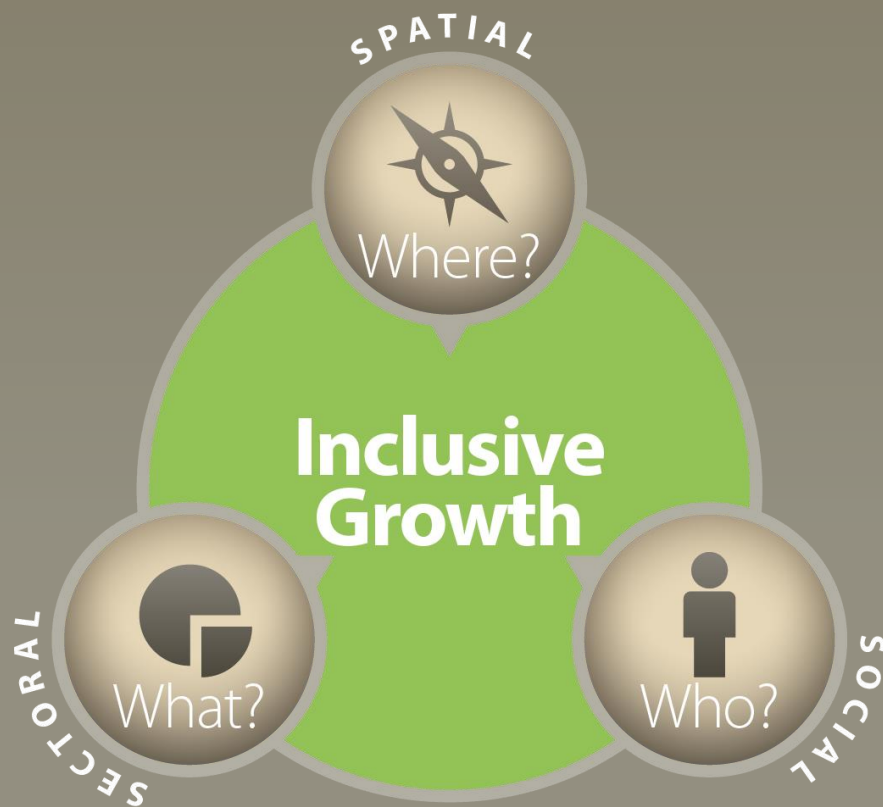 SPATIAL
Where?
Inclusive
Growth
What?
SECTORAL
Who?
SOCIAL